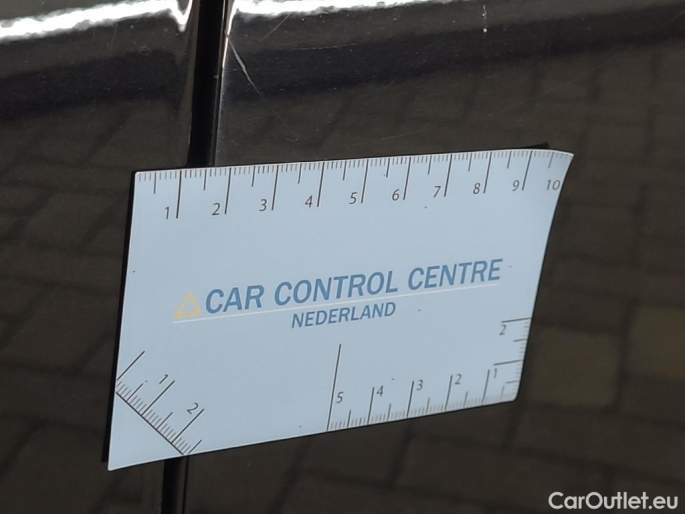 1 2 3 4 5 6 7 8 9 10
CAR CONTROL CENTRE
NEDERLAND
2
1 2
5 4 3 2 1
CarOutlet.eu